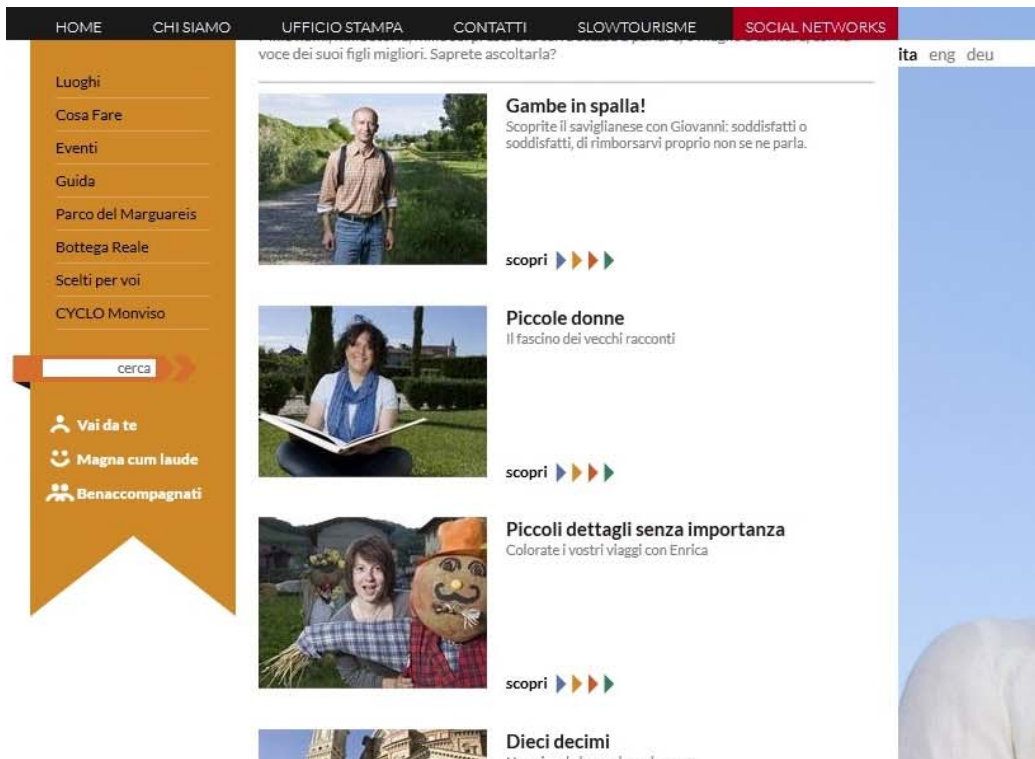 HOME CHI SIAMO UFFICIO STAMPA CONTATTI SLOWTOURISME SOCIAL NETWORKS
ita eng deu
voce dei suoi figli migliori. Saprete ascoltarla?
Luoghi
Cosa Fare
Eventi
Guida
Parco del Marguareis
Bottega Reale
Scelti per voi
CYCLO Monviso
cerca
Vai da te
Magna cum laude
Benaccompagnati
Gambe in spalla!
Scoprite il saviglianese con Giovanni: soddisfatti o
soddisfatti, di rimborsarvi proprio non se ne parla.
scopri
Piccole donne
Il fascino dei vecchi racconti
scopri
Piccoli dettagli senza importanza
Colorate i vostri viaggi con Enrica
scopri
Dieci decimi